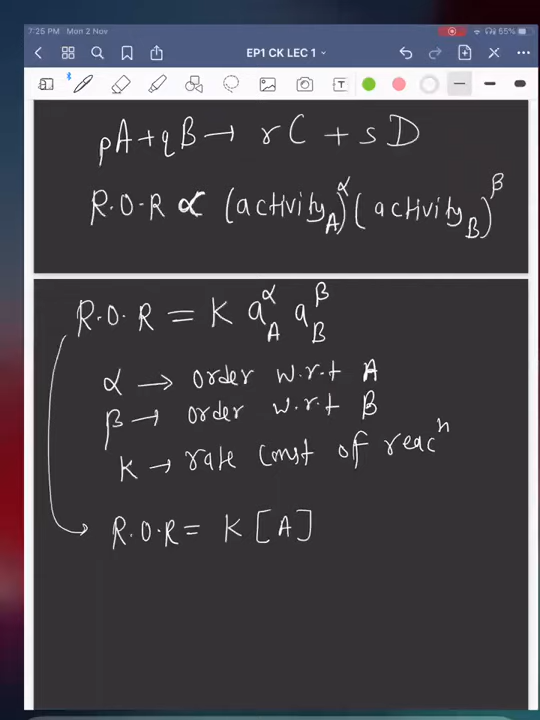 7:25 PM Mon 2 Nov
55%
EP1 CK LEC 1
pA + qB → rC + sD
R.O.R ∝ (activity_A)^α (activity_B)^β
R.O.R = K a_A^α a_B^β
α → order w.r.t A
β → order w.r.t B
K → rate const of reac^n
R.O.R = K [A]